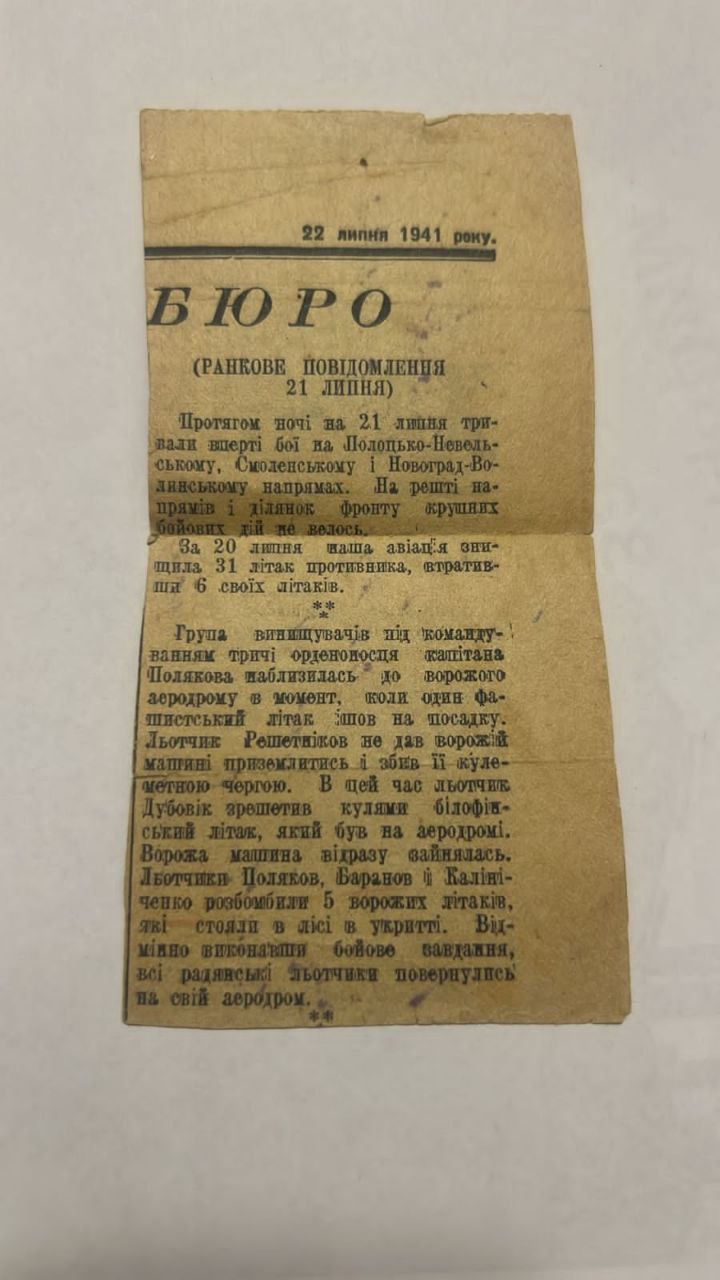 22 липня 1941 року.
БЮРО
(РАНКОВЕ ПОВІДОМЛЕННЯ
21 ЛИПНЯ)
Протягом ночі на 21 липня три-
вали вперті бої на Полоцько-Невель-
ському, Смоленському і Новоград-Во-
линському напрямах. На решті на-
прямів і ділянок фронту крупних
бойових дій не велось.
За 20 липня наша авіація зни-
щила 31 літак противника, втратив-
ши 6 своїх літаків.
**
*
Група винищувачів під команду-
ванням тричі орденоносця капітана
Полякова наблизилась до ворожого
аеродрому в момент, коли один фа-
шистський літак ішов на посадку.
Льотчик Решетніков не дав ворожій
машині приземлитись і збив її куле-
метною чергою. В цей час льотчик
Дубовік зрешетив кулями білофін-
ський літак, який був на аеродромі.
Ворожа машина відразу зайнялась.
Льотчики Поляков, Баранов й Каліні-
ченко розбомбили 5 ворожих літаків,
які стояли в лісі в укритті. Від-
мінно виконавши бойове завдання,
всі радянські льотчики повернулись
на свій аеродром.
**